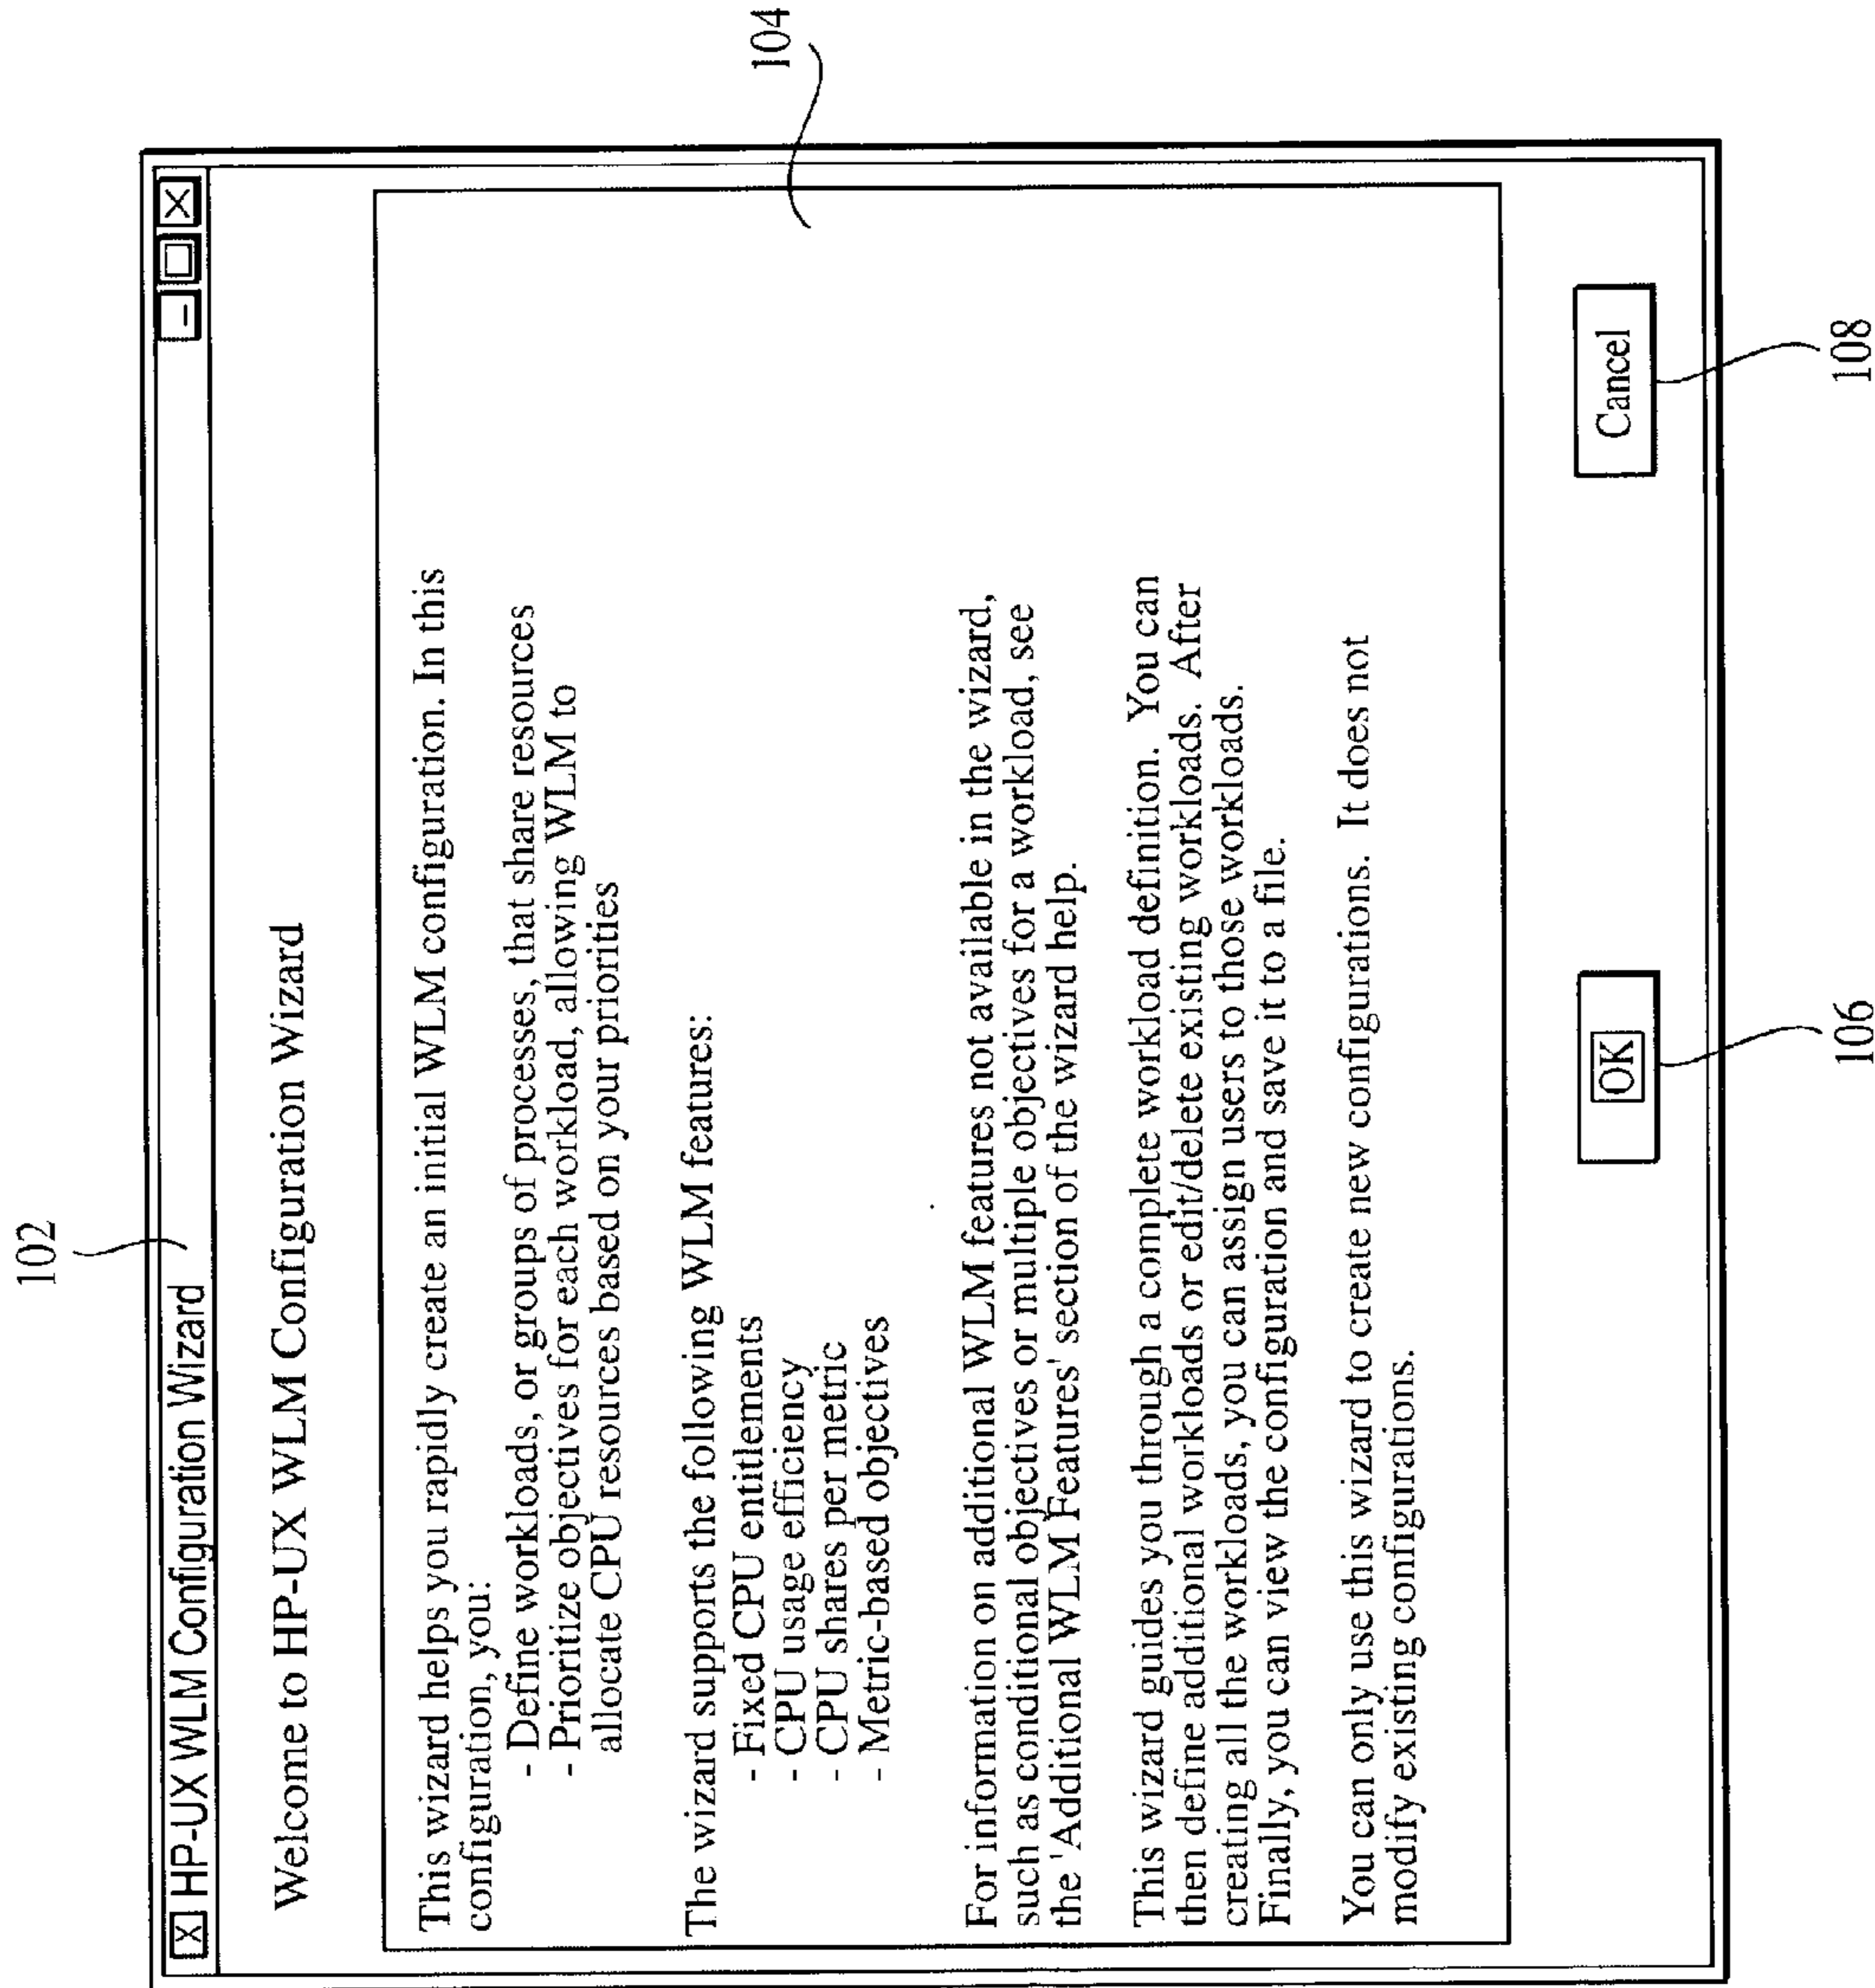 102
X HP-UX WLM Configuration Wizard
Welcome to HP-UX WLM Configuration Wizard
104
This wizard helps you rapidly create an initial WLM configuration. In this
configuration, you:
- Define workloads, or groups of processes, that share resources
- Prioritize objectives for each workload, allowing WLM to
allocate CPU resources based on your priorities
The wizard supports the following WLM features:
- Fixed CPU entitlements
- CPU usage efficiency
- CPU shares per metric
- Metric-based objectives
For information on additional WLM features not available in the wizard,
such as conditional objectives or multiple objectives for a workload, see
the 'Additional WLM Features' section of the wizard help.
This wizard guides you through a complete workload definition. You can
then define additional workloads or edit/delete existing workloads. After
creating all the workloads, you can assign users to those workloads.
Finally, you can view the configuration and save it to a file.
You can only use this wizard to create new configurations. It does not
modify existing configurations.
OK
Cancel
106
108